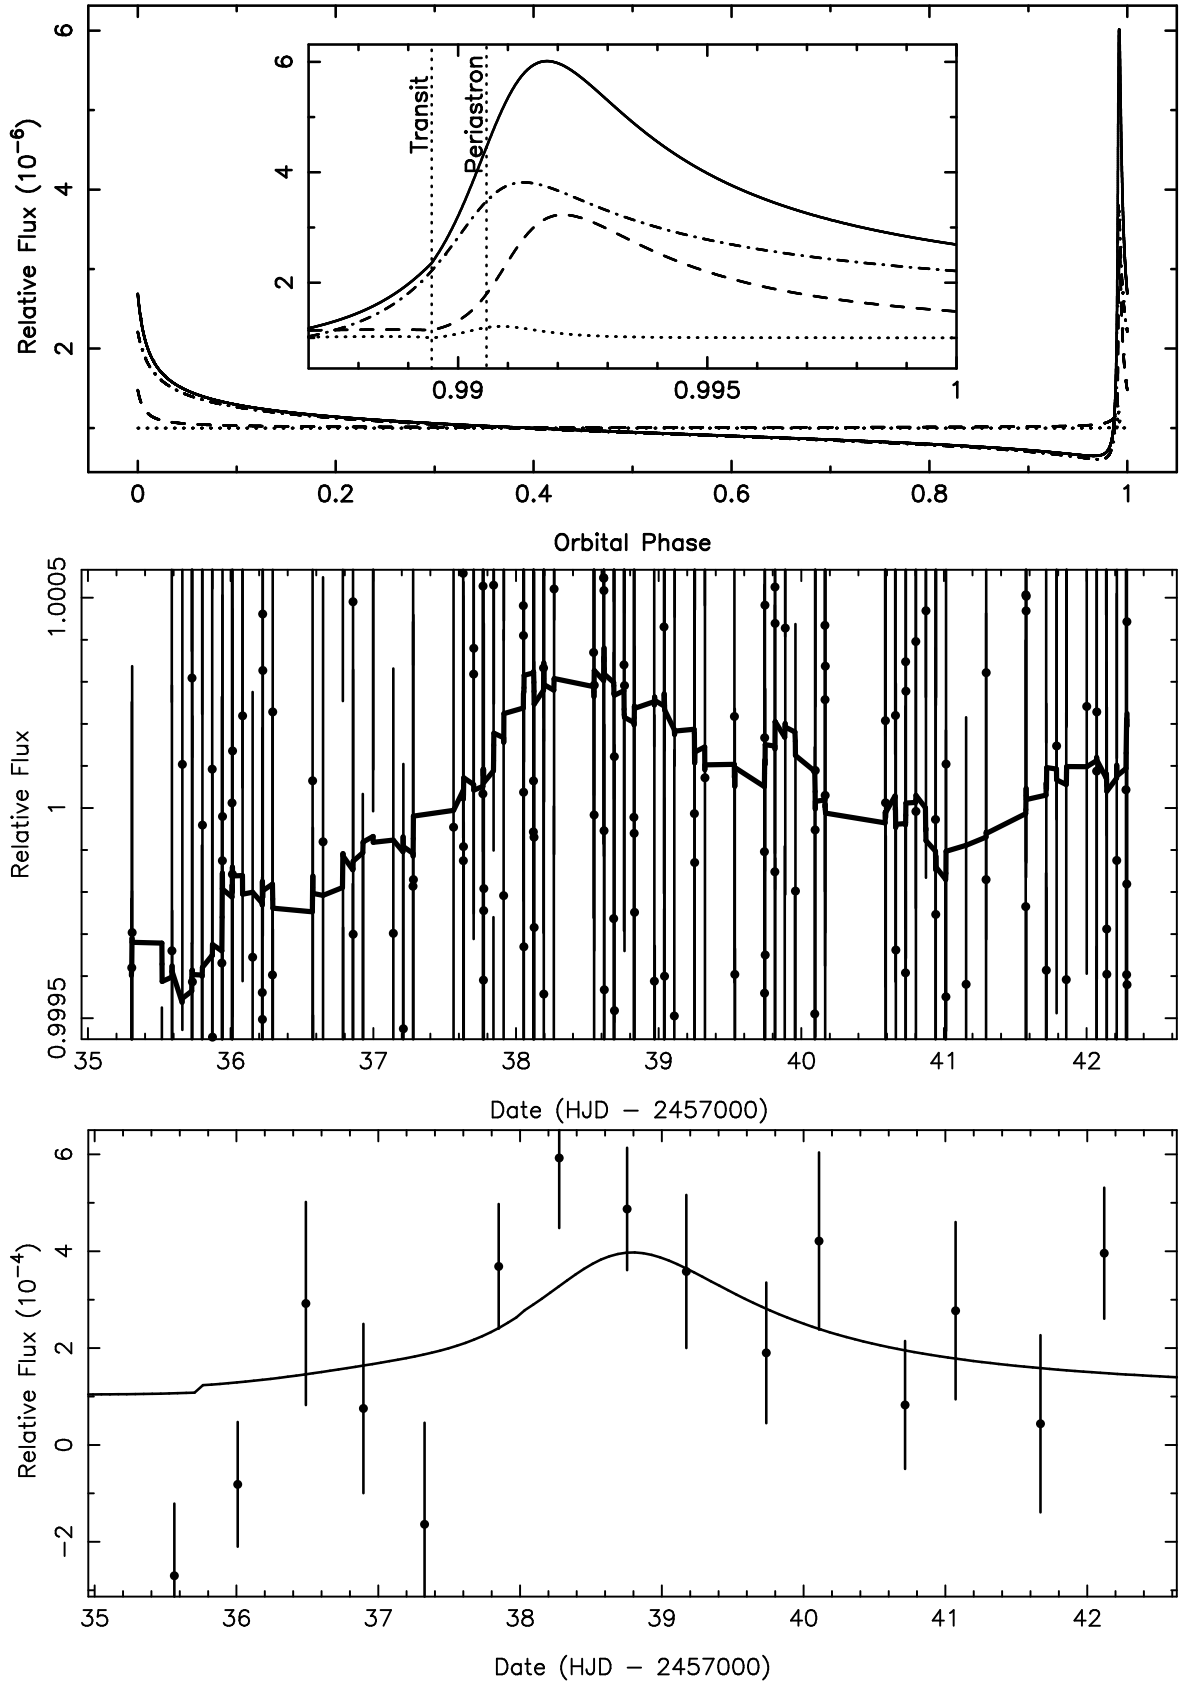 Relative Flux (10⁻⁶)
6
4
2
Transit
Periastron
6
4
2
0.99 0.995 1
0 0.2 0.4 0.6 0.8 1
Orbital Phase
Relative Flux
1.0005
1
0.9995
35 36 37 38 39 40 41 42
Date (HJD − 2457000)
Relative Flux (10⁻⁴)
6
4
2
0
−2
35 36 37 38 39 40 41 42
Date (HJD − 2457000)